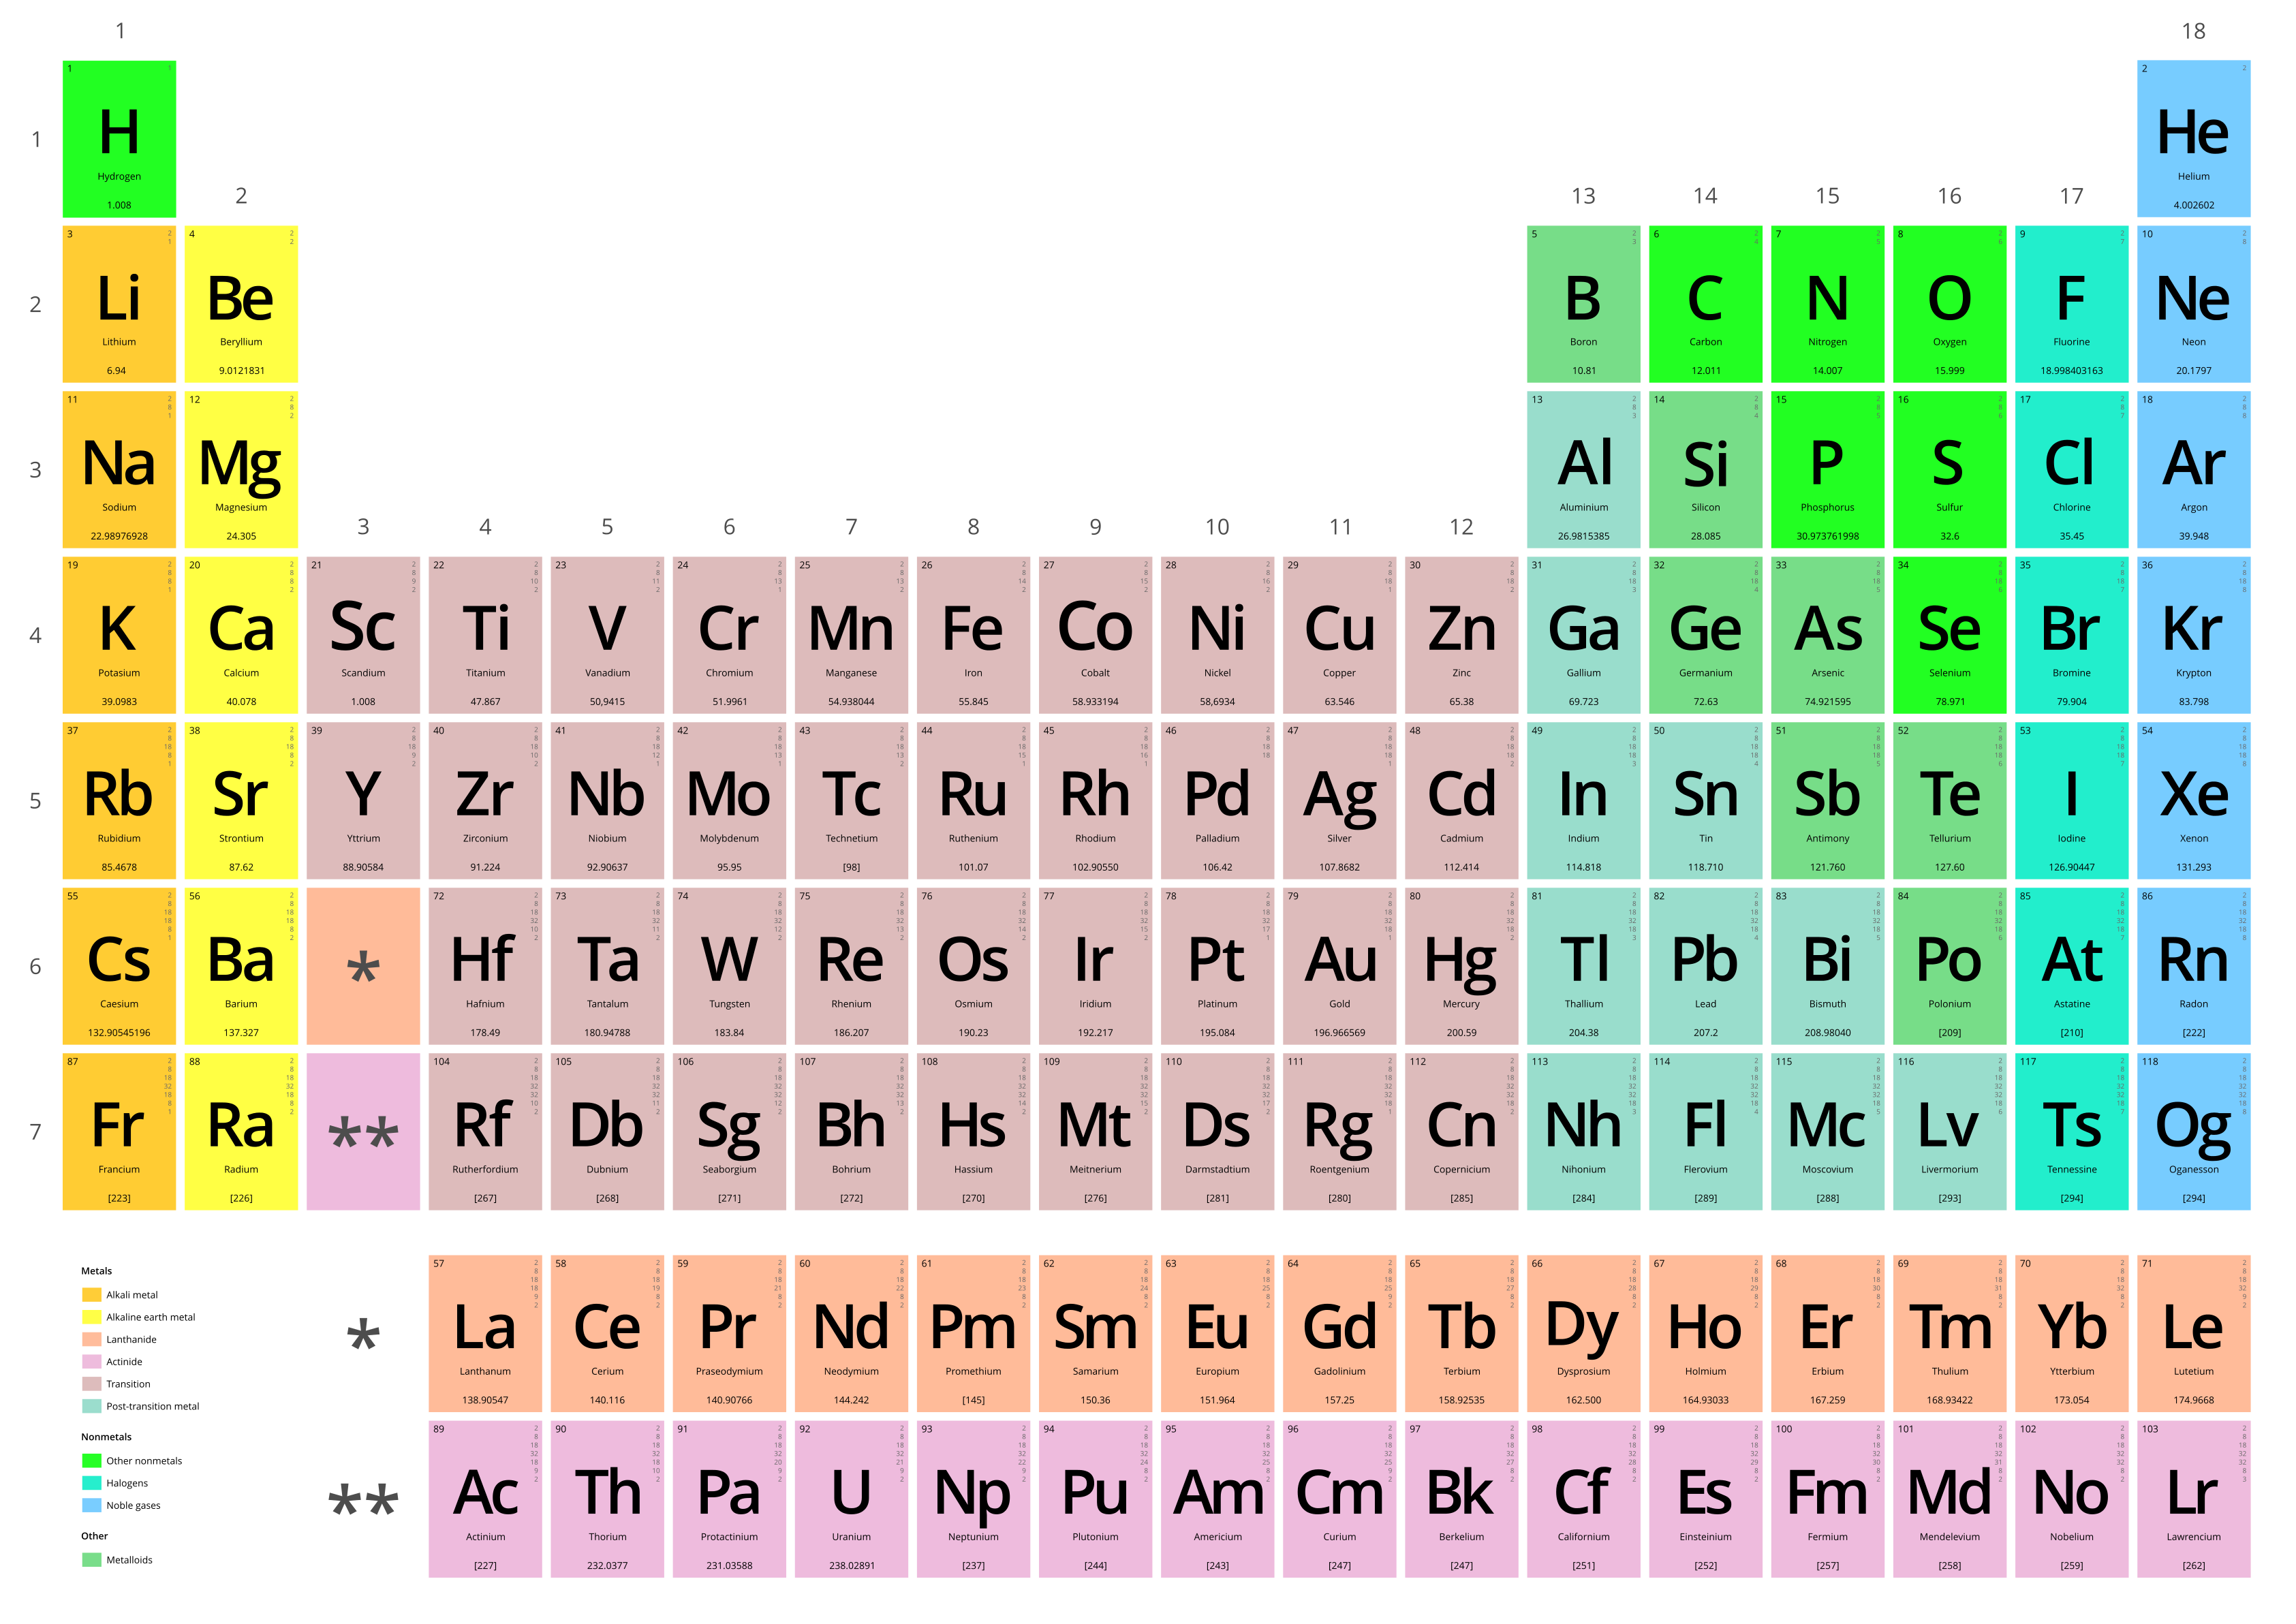 1 18
1 2
H He
1
Hydrogen Helium
2 13 14 15 16 17
1.008 4.002602
3 4 5 6 7 8 9 10
Li Be B C N O F Ne
2
Lithium Beryllium Boron Carbon Nitrogen Oxygen Fluorine Neon
6.94 9.0121831 10.81 12.011 14.007 15.999 18.998403163 20.1797
11 12 13 14 15 16 17 18
Na Mg Al Si P S Cl Ar
3
Sodium Magnesium Aluminium Silicon Phosphorus Sulfur Chlorine Argon
3 4 5 6 7 8 9 10 11 12
22.98976928 24.305 26.9815385 28.085 30.973761998 32.6 35.45 39.948
19 20 21 22 23 24 25 26 27 28 29 30 31 32 33 34 35 36
K Ca Sc Ti V Cr Mn Fe Co Ni Cu Zn Ga Ge As Se Br Kr
4
Potasium Calcium Scandium Titanium Vanadium Chromium Manganese Iron Cobalt Nickel Copper Zinc Gallium Germanium Arsenic Selenium Bromine Krypton
39.0983 40.078 1.008 47.867 50,9415 51.9961 54.938044 55.845 58.933194 58,6934 63.546 65.38 69.723 72.63 74.921595 78.971 79.904 83.798
37 38 39 40 41 42 43 44 45 46 47 48 49 50 51 52 53 54
Rb Sr Y Zr Nb Mo Tc Ru Rh Pd Ag Cd In Sn Sb Te I Xe
5
Rubidium Strontium Yttrium Zirconium Niobium Molybdenum Technetium Ruthenium Rhodium Palladium Silver Cadmium Indium Tin Antimony Tellurium Iodine Xenon
85.4678 87.62 88.90584 91.224 92.90637 95.95 [98] 101.07 102.90550 106.42 107.8682 112.414 114.818 118.710 121.760 127.60 126.90447 131.293
55 56 72 73 74 75 76 77 78 79 80 81 82 83 84 85 86
Cs Ba * Hf Ta W Re Os Ir Pt Au Hg Tl Pb Bi Po At Rn
6
Caesium Barium Hafnium Tantalum Tungsten Rhenium Osmium Iridium Platinum Gold Mercury Thallium Lead Bismuth Polonium Astatine Radon
132.90545196 137.327 178.49 180.94788 183.84 186.207 190.23 192.217 195.084 196.966569 200.59 204.38 207.2 208.98040 [209] [210] [222]
87 88 104 105 106 107 108 109 110 111 112 113 114 115 116 117 118
Fr Ra ** Rf Db Sg Bh Hs Mt Ds Rg Cn Nh Fl Mc Lv Ts Og
7
Francium Radium Rutherfordium Dubnium Seaborgium Bohrium Hassium Meitnerium Darmstadtium Roentgenium Copernicium Nihonium Flerovium Moscovium Livermorium Tennessine Oganesson
[223] [226] [267] [268] [271] [272] [270] [276] [281] [280] [285] [284] [289] [288] [293] [294] [294]
57 58 59 60 61 62 63 64 65 66 67 68 69 70 71
* La Ce Pr Nd Pm Sm Eu Gd Tb Dy Ho Er Tm Yb Le
Lanthanum Cerium Praseodymium Neodymium Promethium Samarium Europium Gadolinium Terbium Dysprosium Holmium Erbium Thulium Ytterbium Lutetium
138.90547 140.116 140.90766 144.242 [145] 150.36 151.964 157.25 158.92535 162.500 164.93033 167.259 168.93422 173.054 174.9668
89 90 91 92 93 94 95 96 97 98 99 100 101 102 103
** Ac Th Pa U Np Pu Am Cm Bk Cf Es Fm Md No Lr
Actinium Thorium Protactinium Uranium Neptunium Plutonium Americium Curium Berkelium Californium Einsteinium Fermium Mendelevium Nobelium Lawrencium
[227] 232.0377 231.03588 238.02891 [237] [244] [243] [247] [247] [251] [252] [257] [258] [259] [262]
Metals
Alkali metal
Alkaline earth metal
Lanthanide
Actinide
Transition
Post-transition metal
Nonmetals
Other nonmetals
Halogens
Noble gases
Other
Metalloids